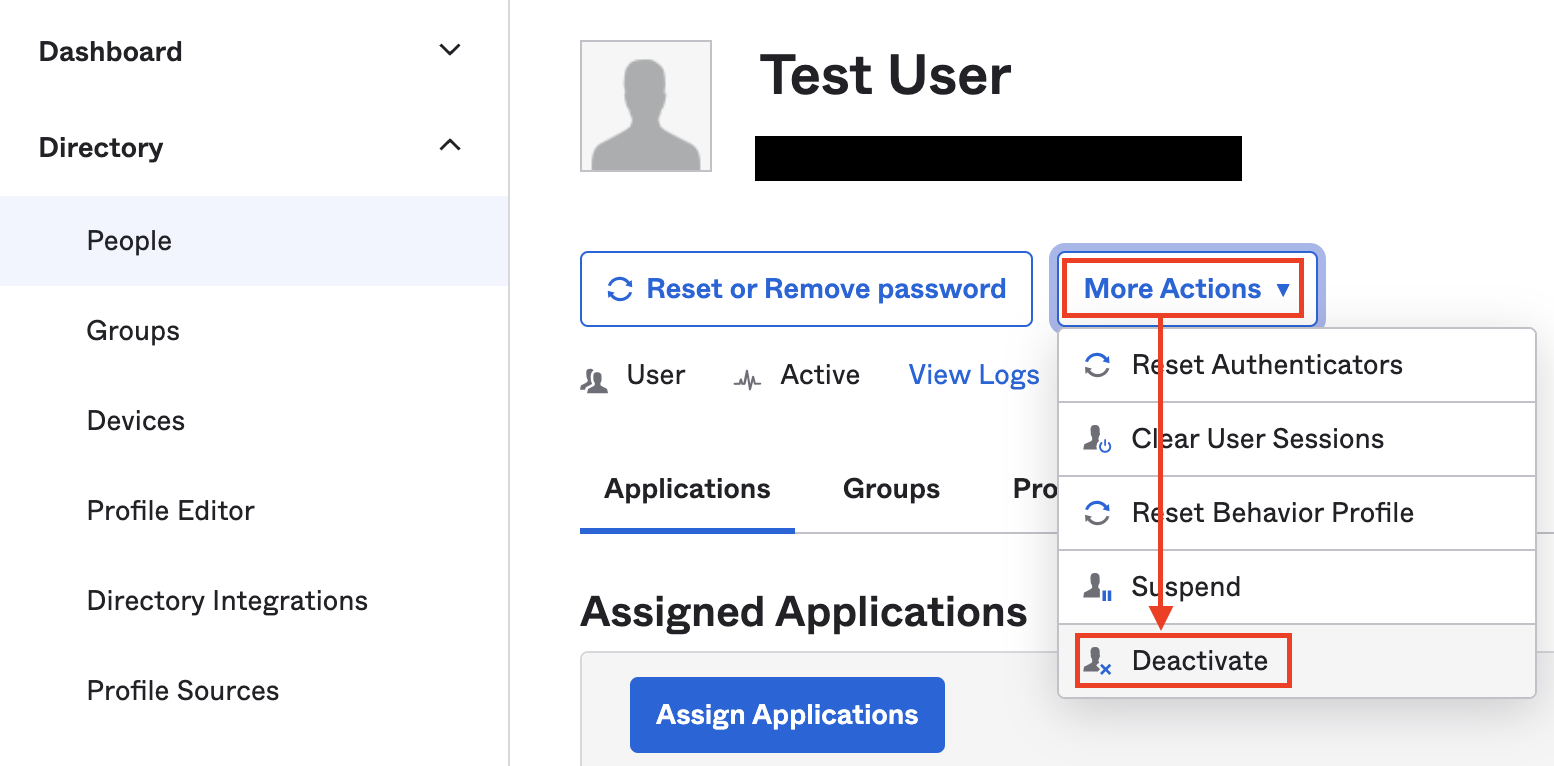 Dashboard
Directory
People
Groups
Devices
Profile Editor
Directory Integrations
Profile Sources
Test User
Reset or Remove password
More Actions ▼
User
Active
View Logs
Reset Authenticators
Clear User Sessions
Reset Behavior Profile
Suspend
Deactivate
Applications
Groups
Pro
Assigned Applications
Assign Applications